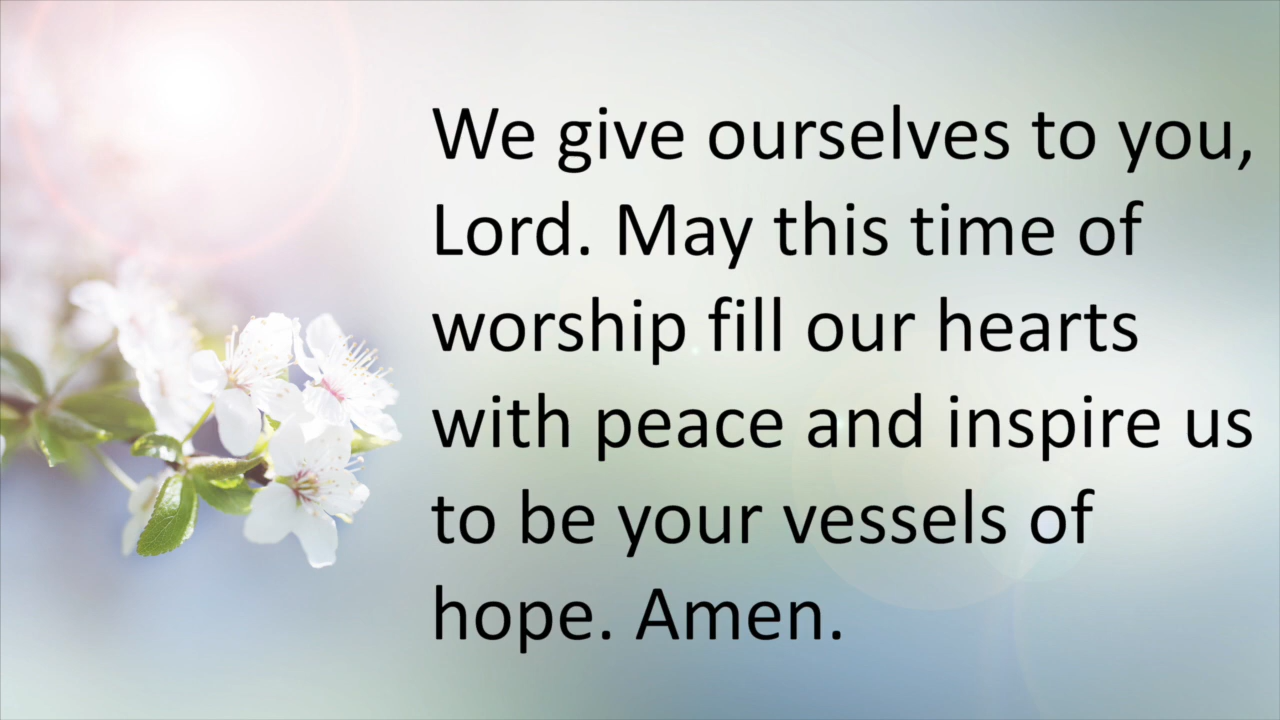 We give ourselves to you,
Lord. May this time of
worship fill our hearts
with peace and inspire us
to be your vessels of
hope. Amen.